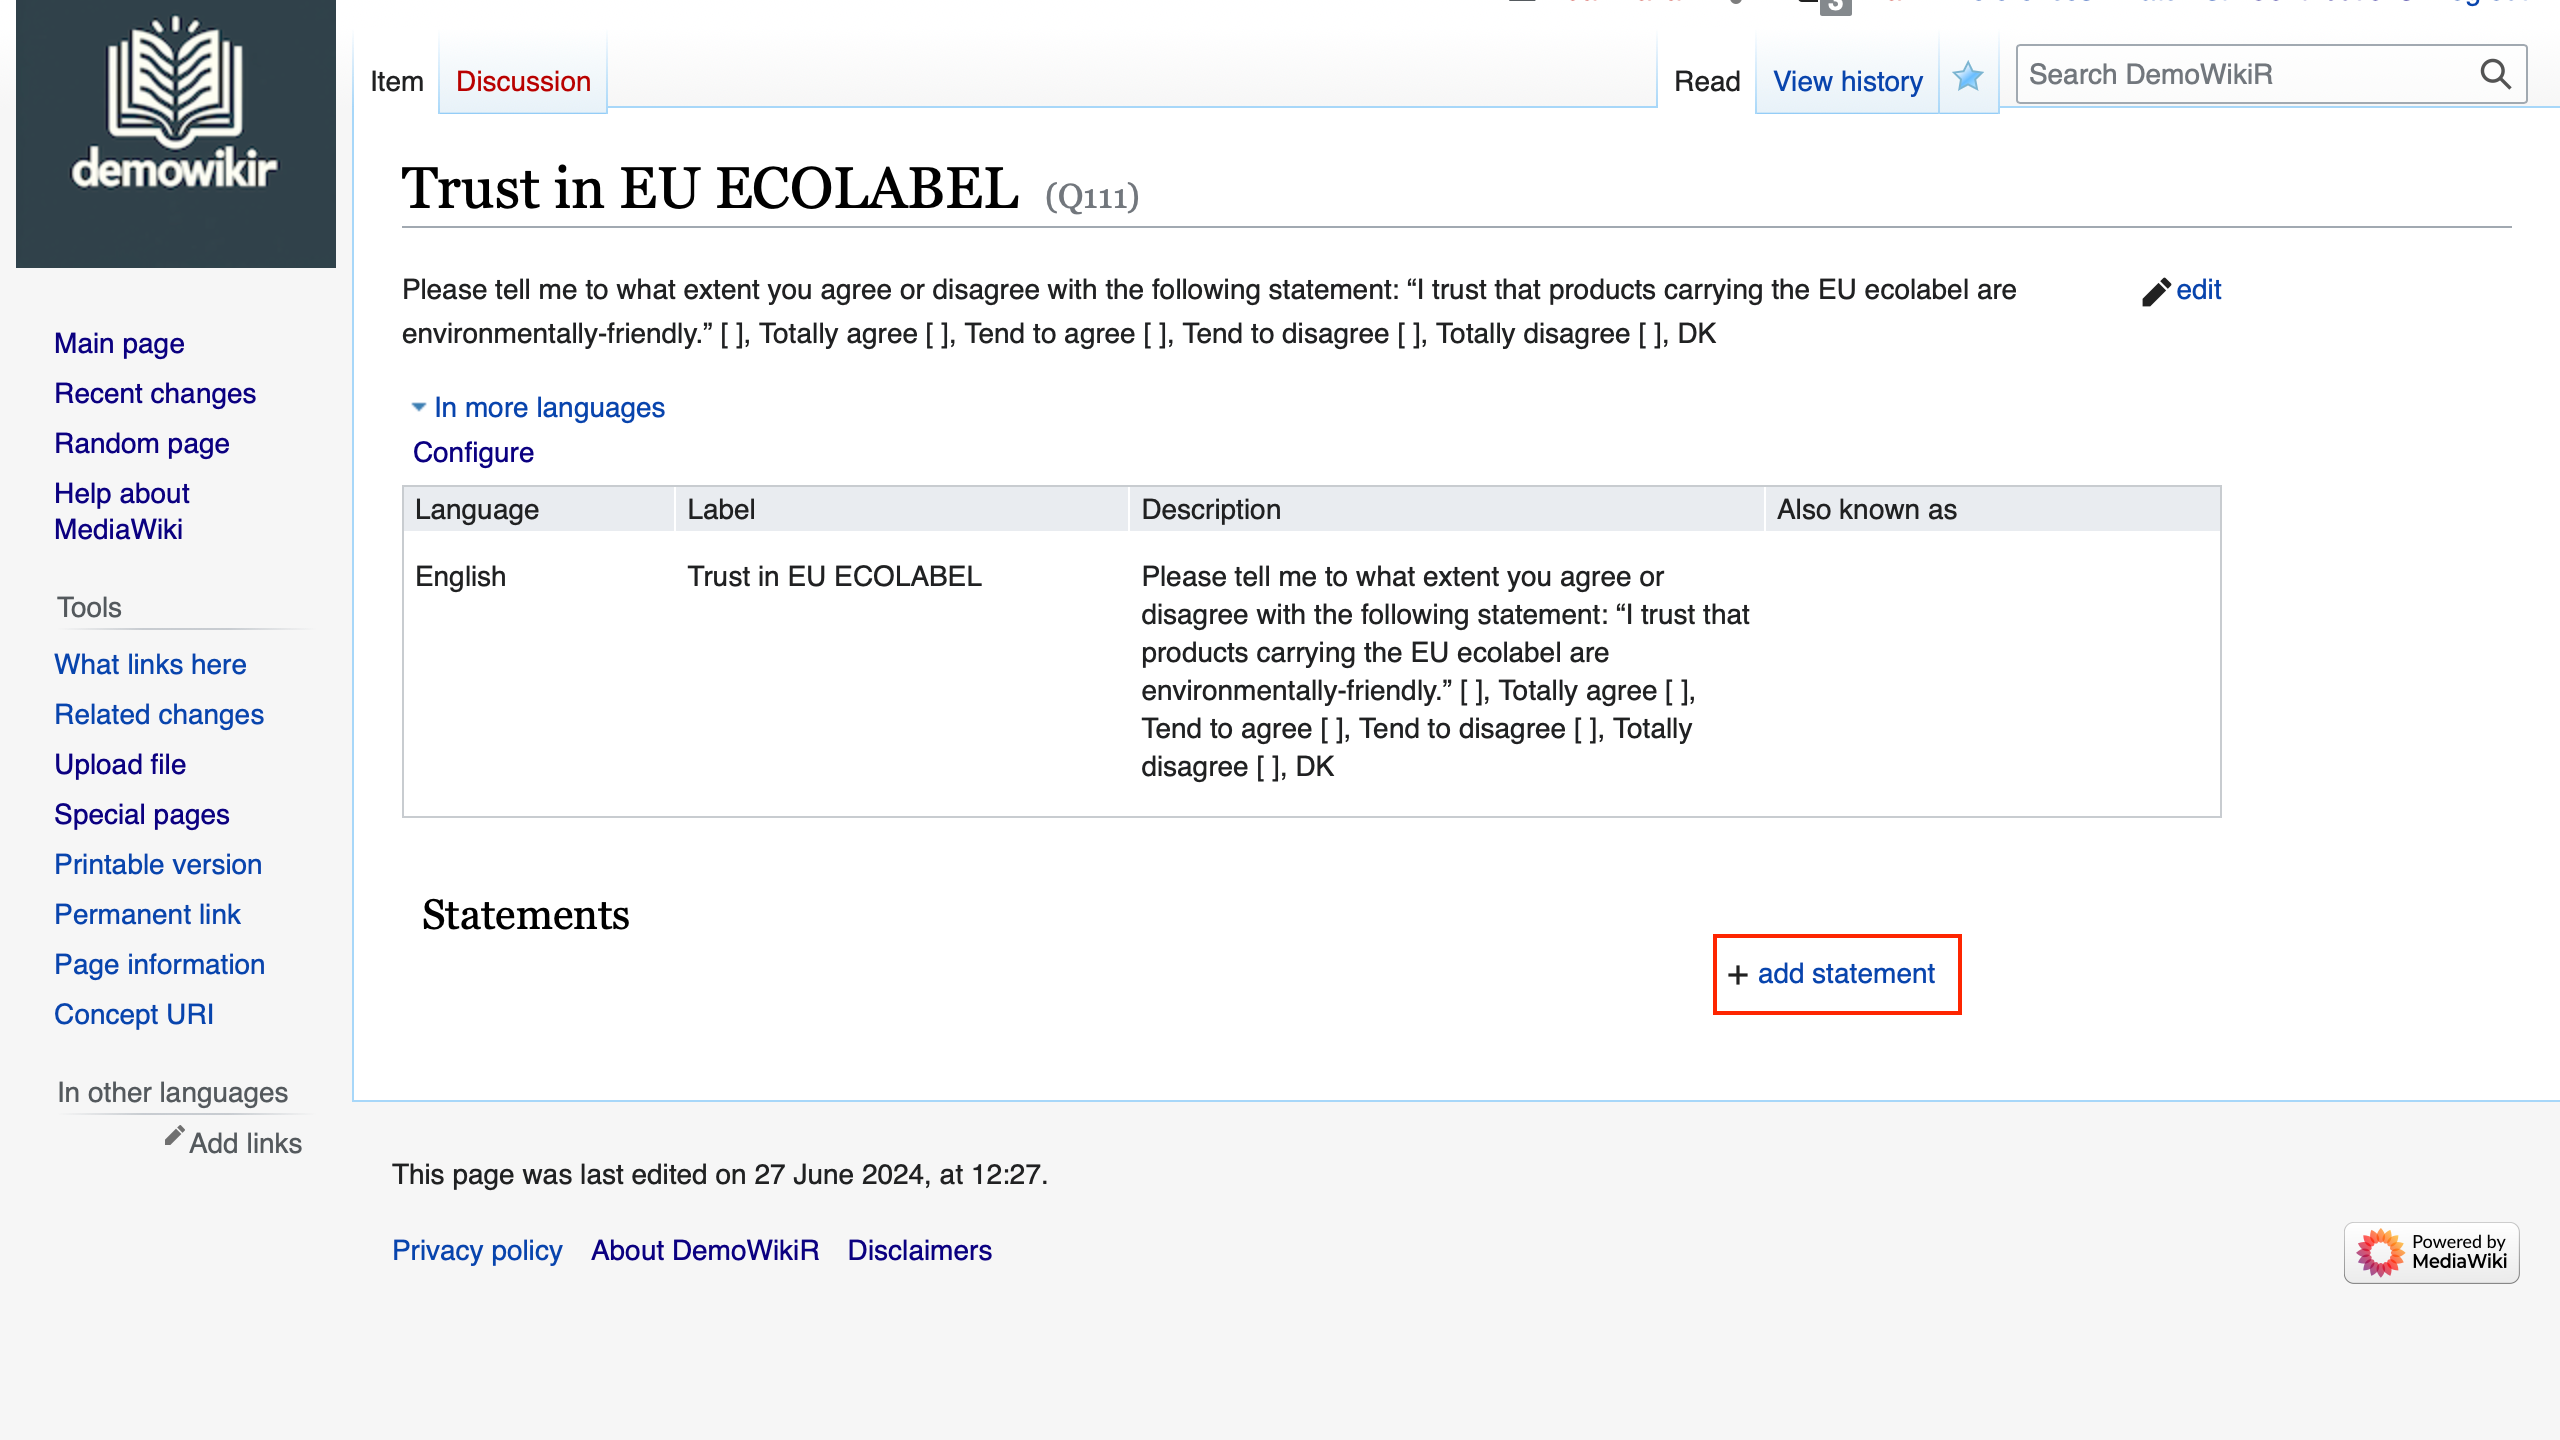 3
demowikir
Item
Discussion
Read
View history
Search DemoWikiR
Trust in EU ECOLABEL (Q111)
Please tell me to what extent you agree or disagree with the following statement: “I trust that products carrying the EU ecolabel are
environmentally-friendly.” [ ], Totally agree [ ], Tend to agree [ ], Tend to disagree [ ], Totally disagree [ ], DK
edit
In more languages
Configure
Language Label Description Also known as
English Trust in EU ECOLABEL Please tell me to what extent you agree or
disagree with the following statement: “I trust that
products carrying the EU ecolabel are
environmentally-friendly.” [ ], Totally agree [ ],
Tend to agree [ ], Tend to disagree [ ], Totally
disagree [ ], DK
Statements
+ add statement
Main page
Recent changes
Random page
Help about
MediaWiki
Tools
What links here
Related changes
Upload file
Special pages
Printable version
Permanent link
Page information
Concept URI
In other languages
Add links
This page was last edited on 27 June 2024, at 12:27.
Privacy policy About DemoWikiR Disclaimers
Powered by
MediaWiki